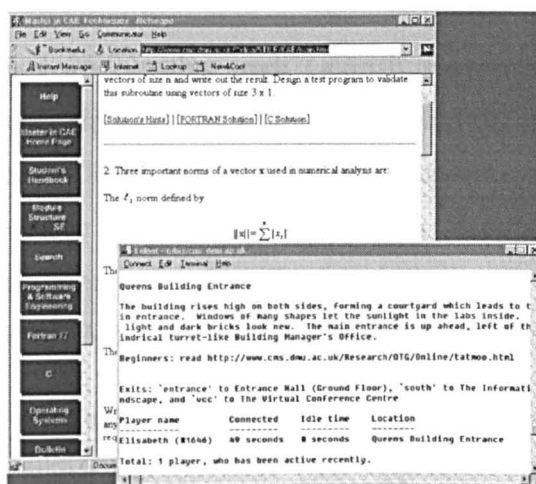 Master in CAE Techniques - Netscape
File Edit View Go Communicator Help
Bookmarks Location:
Instant Message Internet Lookup New&Cool
Help
Master in CAE
Home Page
Student's
Handbook
Module
Structure
Search
Programming
& Software
Engineering
Fortran 77
C
Operating
Systems
Bulletin
vectors of size n and write out the result. Design a test program to validate
this subroutine using vectors of size 3 x 1.
[Solution's Hints] | [FORTRAN Solution] | [C Solution]
2. Three important norms of a vector x used in numerical analysis are:
The ℓ₁ norm defined by
The
The
Wr
any
req
Docum
Connect Edit Terminal Help
Queens Building Entrance
The building rises high on both sides, forming a courtyard which leads to t
in entrance. Windows of many shapes let the sunlight in the labs inside.
light and dark bricks look new. The main entrance is up ahead, left of th
indrical turret-like Building Manager's Office.
Beginners: read http://www.cms.dmu.ac.uk/Research/OTG/Online/tatmoo.html
Exits: `entrance' to Entrance Hall (Ground Floor), `south' to The Informati
ndscape, and `vcc' to The Virtual Conference Centre
Player name Connected Idle time Location
Elisabeth (#1646) 49 seconds 0 seconds Queens Building Entrance
Total: 1 player, who has been active recently.